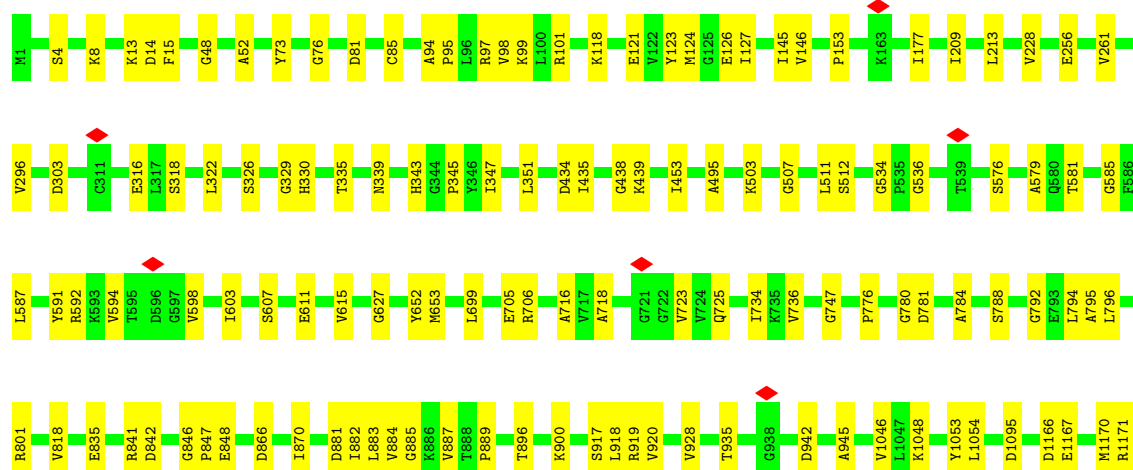 M1 S4 K8 K13 D14 F15 G48 A52 Y73 G76 D81 C85 A94 P95 L96 R97 V98 K99 L100 R101 K118 E121 V122 Y123 M124 G125 E126 I127 I145 V146 P153 K163 I177 I209 L213 V228 E256 V261
V296 D303 C311 E316 L317 S318 L322 S326 G329 H330 T335 N339 H343 G344 P345 Y346 I347 L351 D434 I435 G438 K439 I453 A495 K503 G507 L511 S512 G534 P535 G536 T539 S576 A579 Q580 T581 G585 F586
L587 Y591 R592 K593 V594 T595 D596 G597 V598 I603 S607 E611 V615 G627 Y652 M653 L699 E705 R706 A716 V717 A718 G721 G722 V723 V724 Q725 I734 K735 V736 G747 P776 G780 D781 A784 S788 G792 E793 L794 A795 L796
R801 V818 E835 R841 D842 G846 P847 E848 D866 I870 D881 I882 L883 V884 G885 K886 V887 T888 P889 T896 K900 S917 L918 R919 V920 V928 T935 G938 D942 A945 V1046 L1047 K1048 Y1053 L1054 D1095 D1166 E1167 M1170 R1171